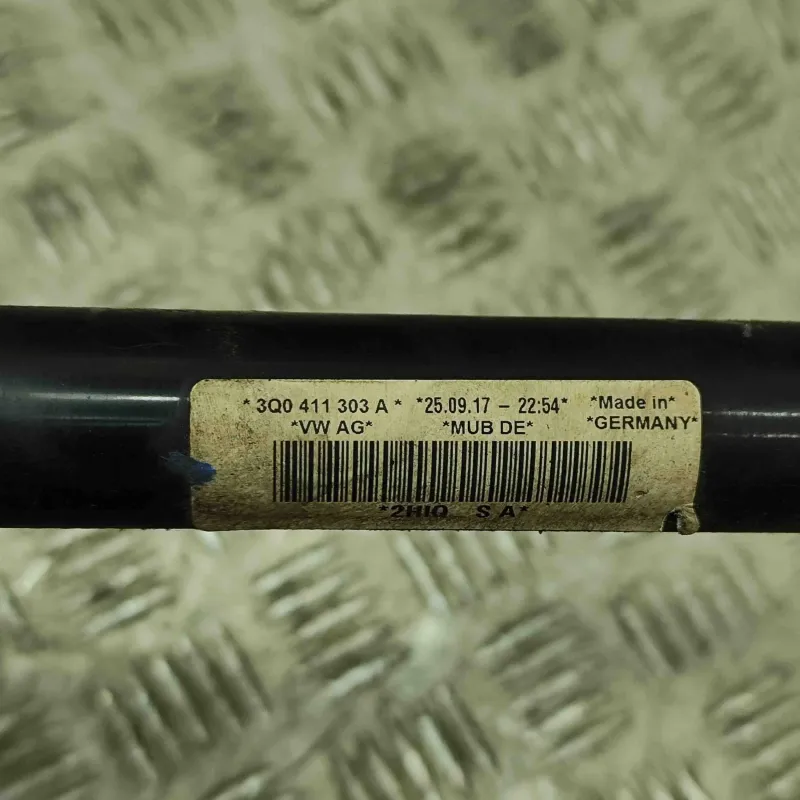 *3Q0 411 303 A* *25.09.17 - 22:54* *Made in*
*VW AG* *MUB DE* *GERMANY*
*2HIQ S A*